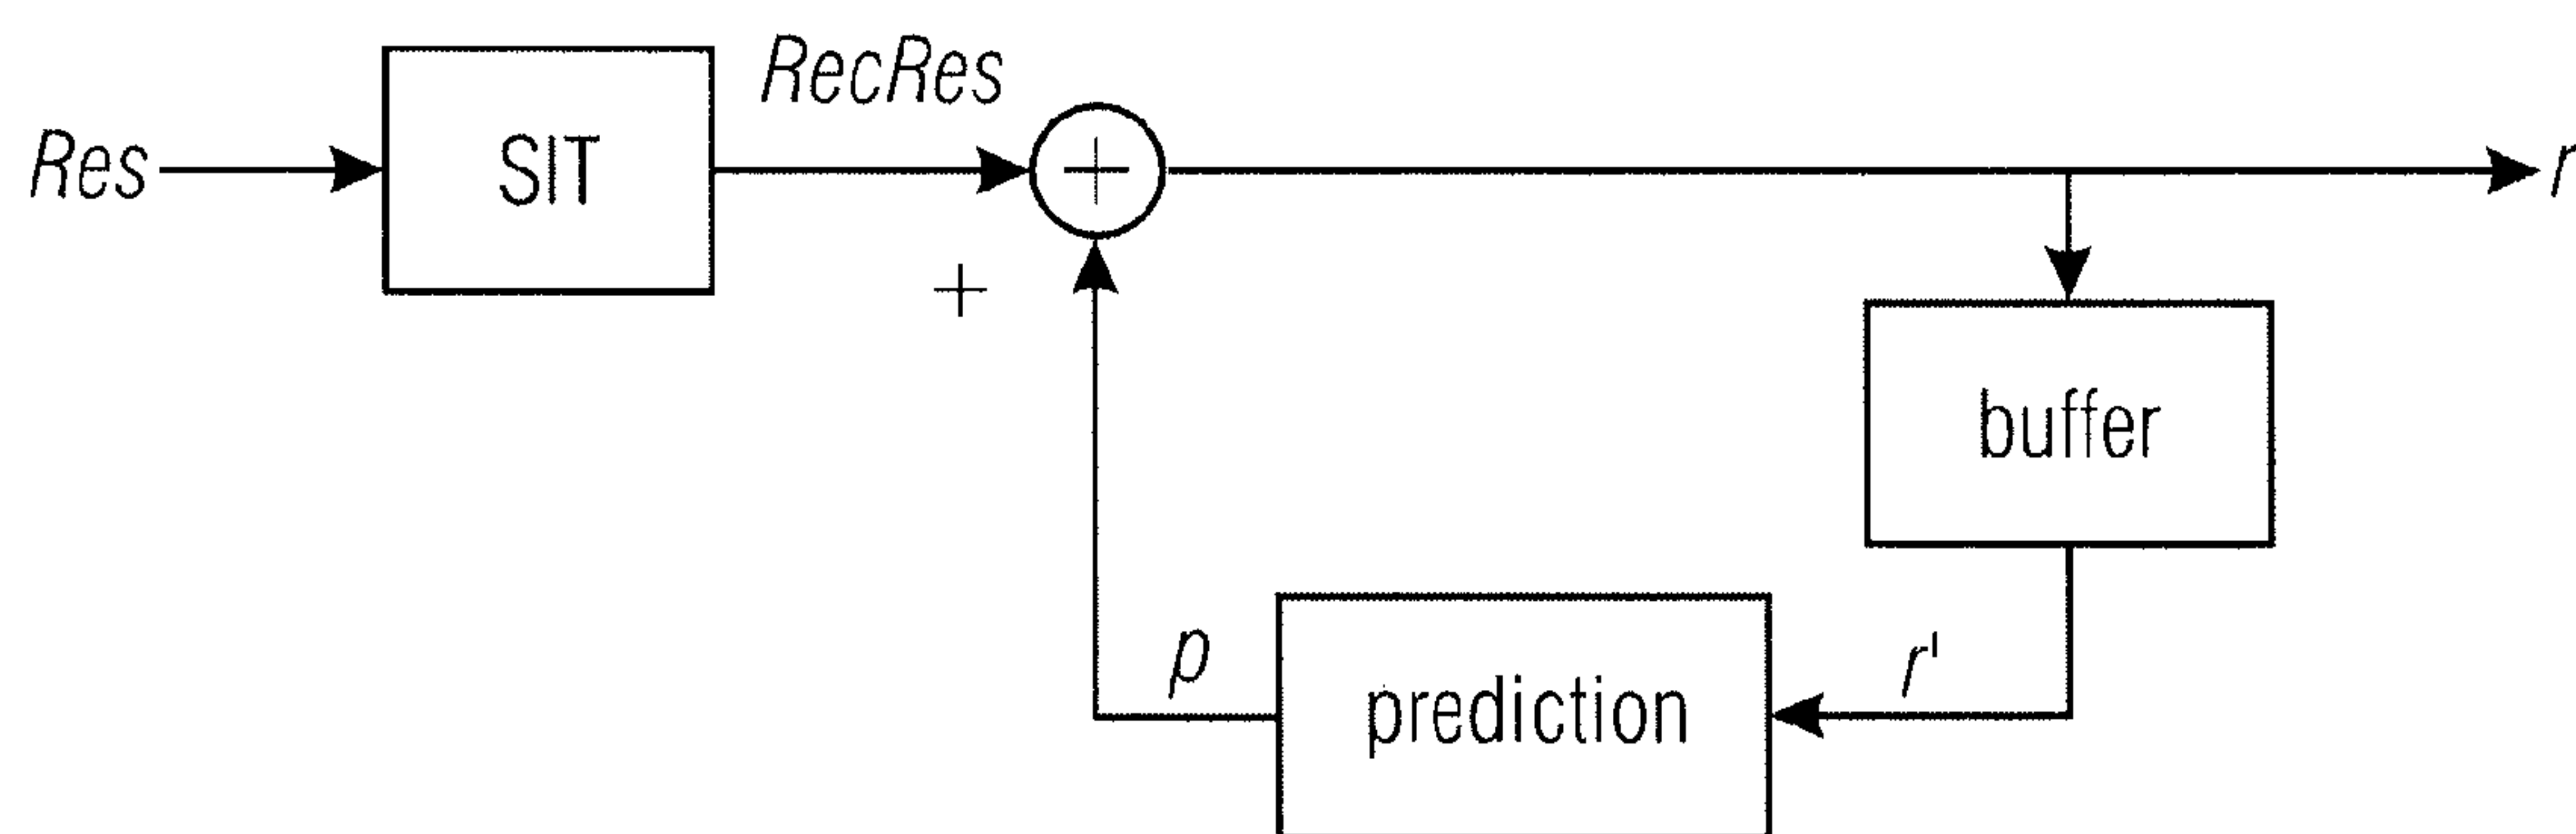 RecRes
Res
SIT
+
r
+
buffer
p
r'
prediction